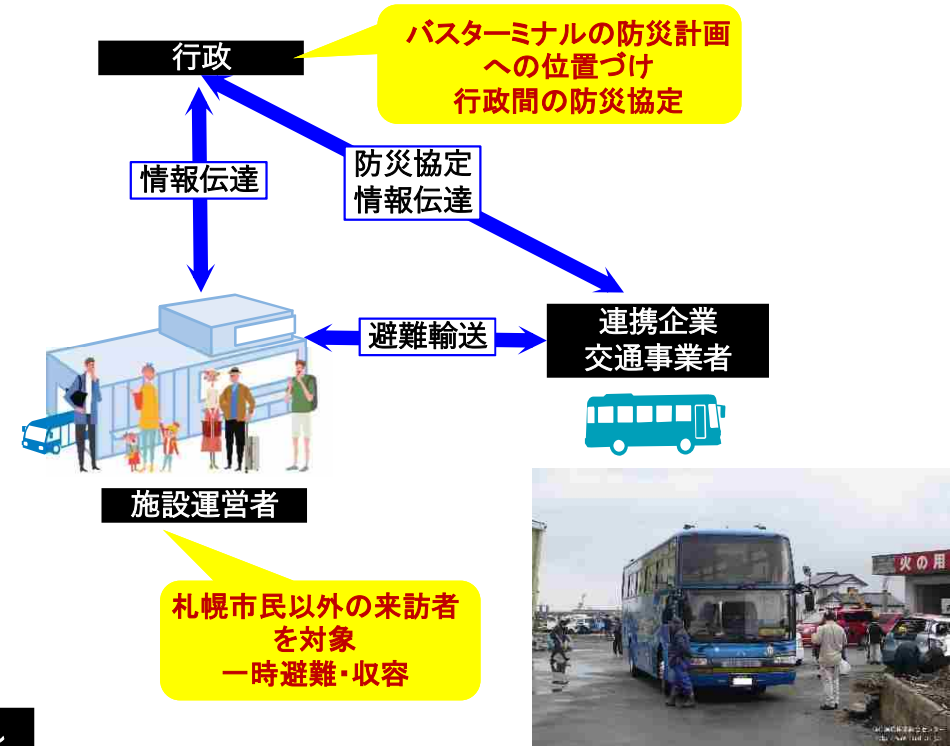 行政
バスターミナルの防災計画
への位置づけ
行政間の防災協定
情報伝達
防災協定
情報伝達
避難輸送
連携企業
交通事業者
施設運営者
札幌市民以外の来訪者
を対象
一時避難・収容
火の用